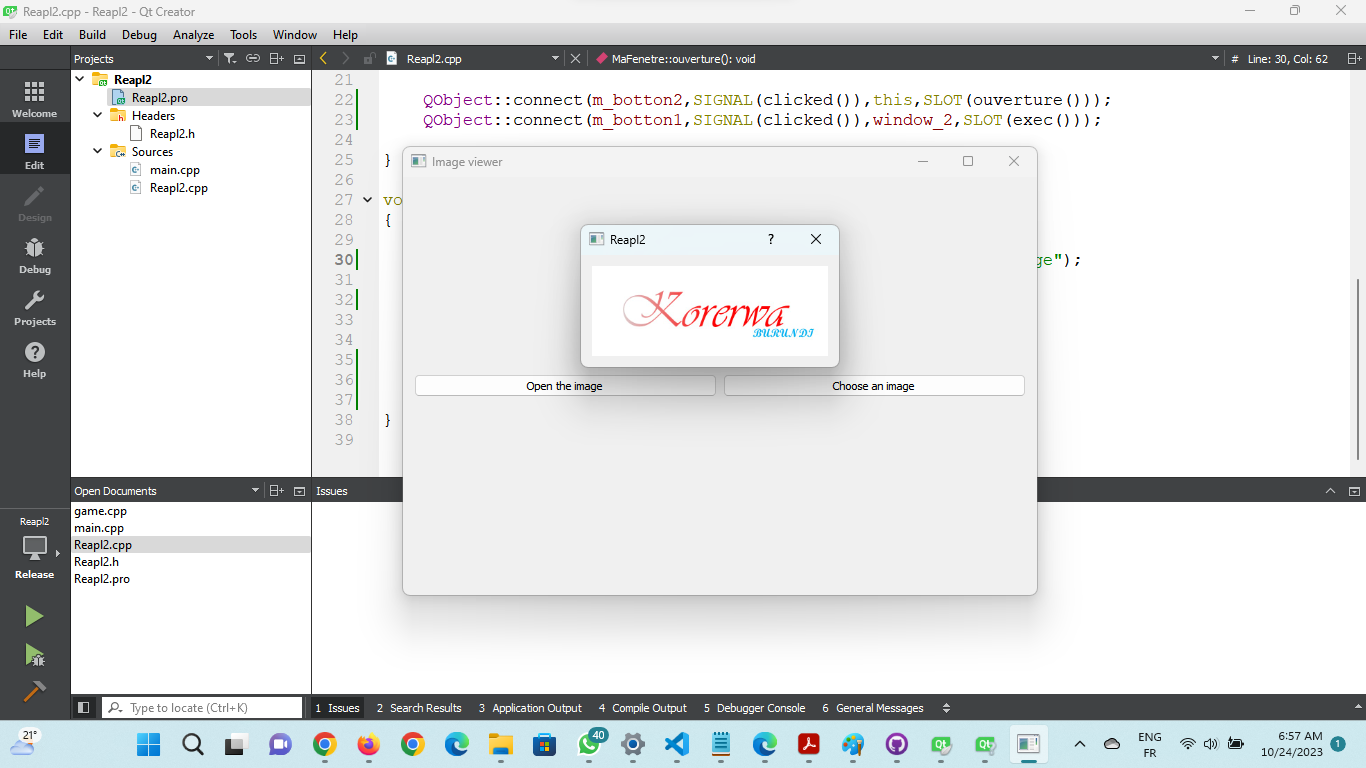 Reapl2.cpp - Reapl2 - Qt Creator
File Edit Build Debug Analyze Tools Window Help
Projects
Reapl2.cpp
MaFenetre::ouverture(): void
# Line: 30, Col: 62
Welcome
Edit
Design
Debug
Projects
Help
Reapl2
Reapl2.pro
Headers
Reapl2.h
Sources
main.cpp
Reapl2.cpp
21
22 QObject::connect(m_botton2,SIGNAL(clicked()),this,SLOT(ouverture()));
23 QObject::connect(m_botton1,SIGNAL(clicked()),window_2,SLOT(exec()));
24
25 }
26
27 vo
28 {
29
30 ge");
31
32
33
34
35
36
37
38 }
39
Image viewer
Reapl2
?
Korerwa
BURUNDI
Open the image
Choose an image
Open Documents
game.cpp
main.cpp
Reapl2.cpp
Reapl2.h
Reapl2.pro
Issues
Reapl2
Release
Type to locate (Ctrl+K)
1 Issues 2 Search Results 3 Application Output 4 Compile Output 5 Debugger Console 6 General Messages
21°
40
ENG
FR
6:57 AM
10/24/2023
1